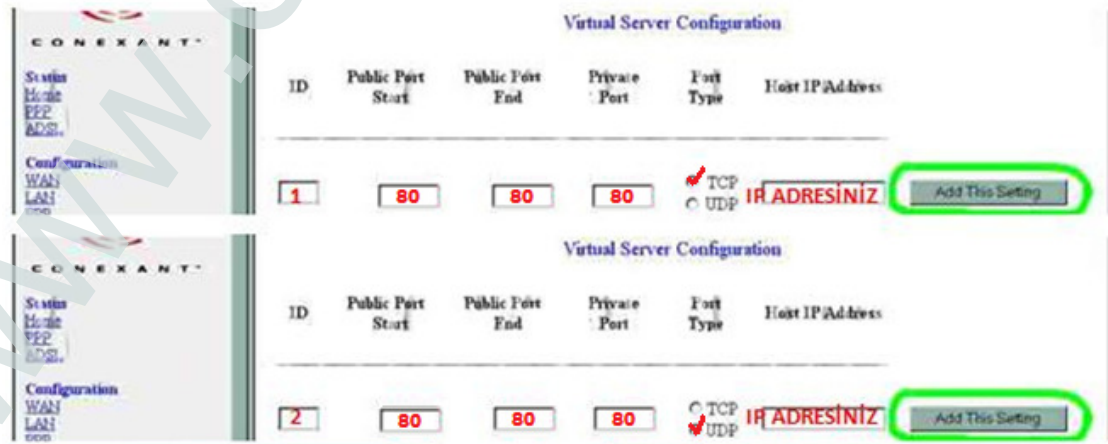 CONEXANT
Virtual Server Configuration
Status
Home
PPP
ADSL
ID Public Port Start Public Port End Private Port Port Type Host IP Address
Configuration
WAN
LAN
1 80 80 80 TCP UDP IP ADRESİNİZ Add This Setting
CONEXANT
Virtual Server Configuration
Status
Home
PPP
ADSL
ID Public Port Start Public Port End Private Port Port Type Host IP Address
Configuration
WAN
LAN
2 80 80 80 TCP UDP IP ADRESİNİZ Add This Setting